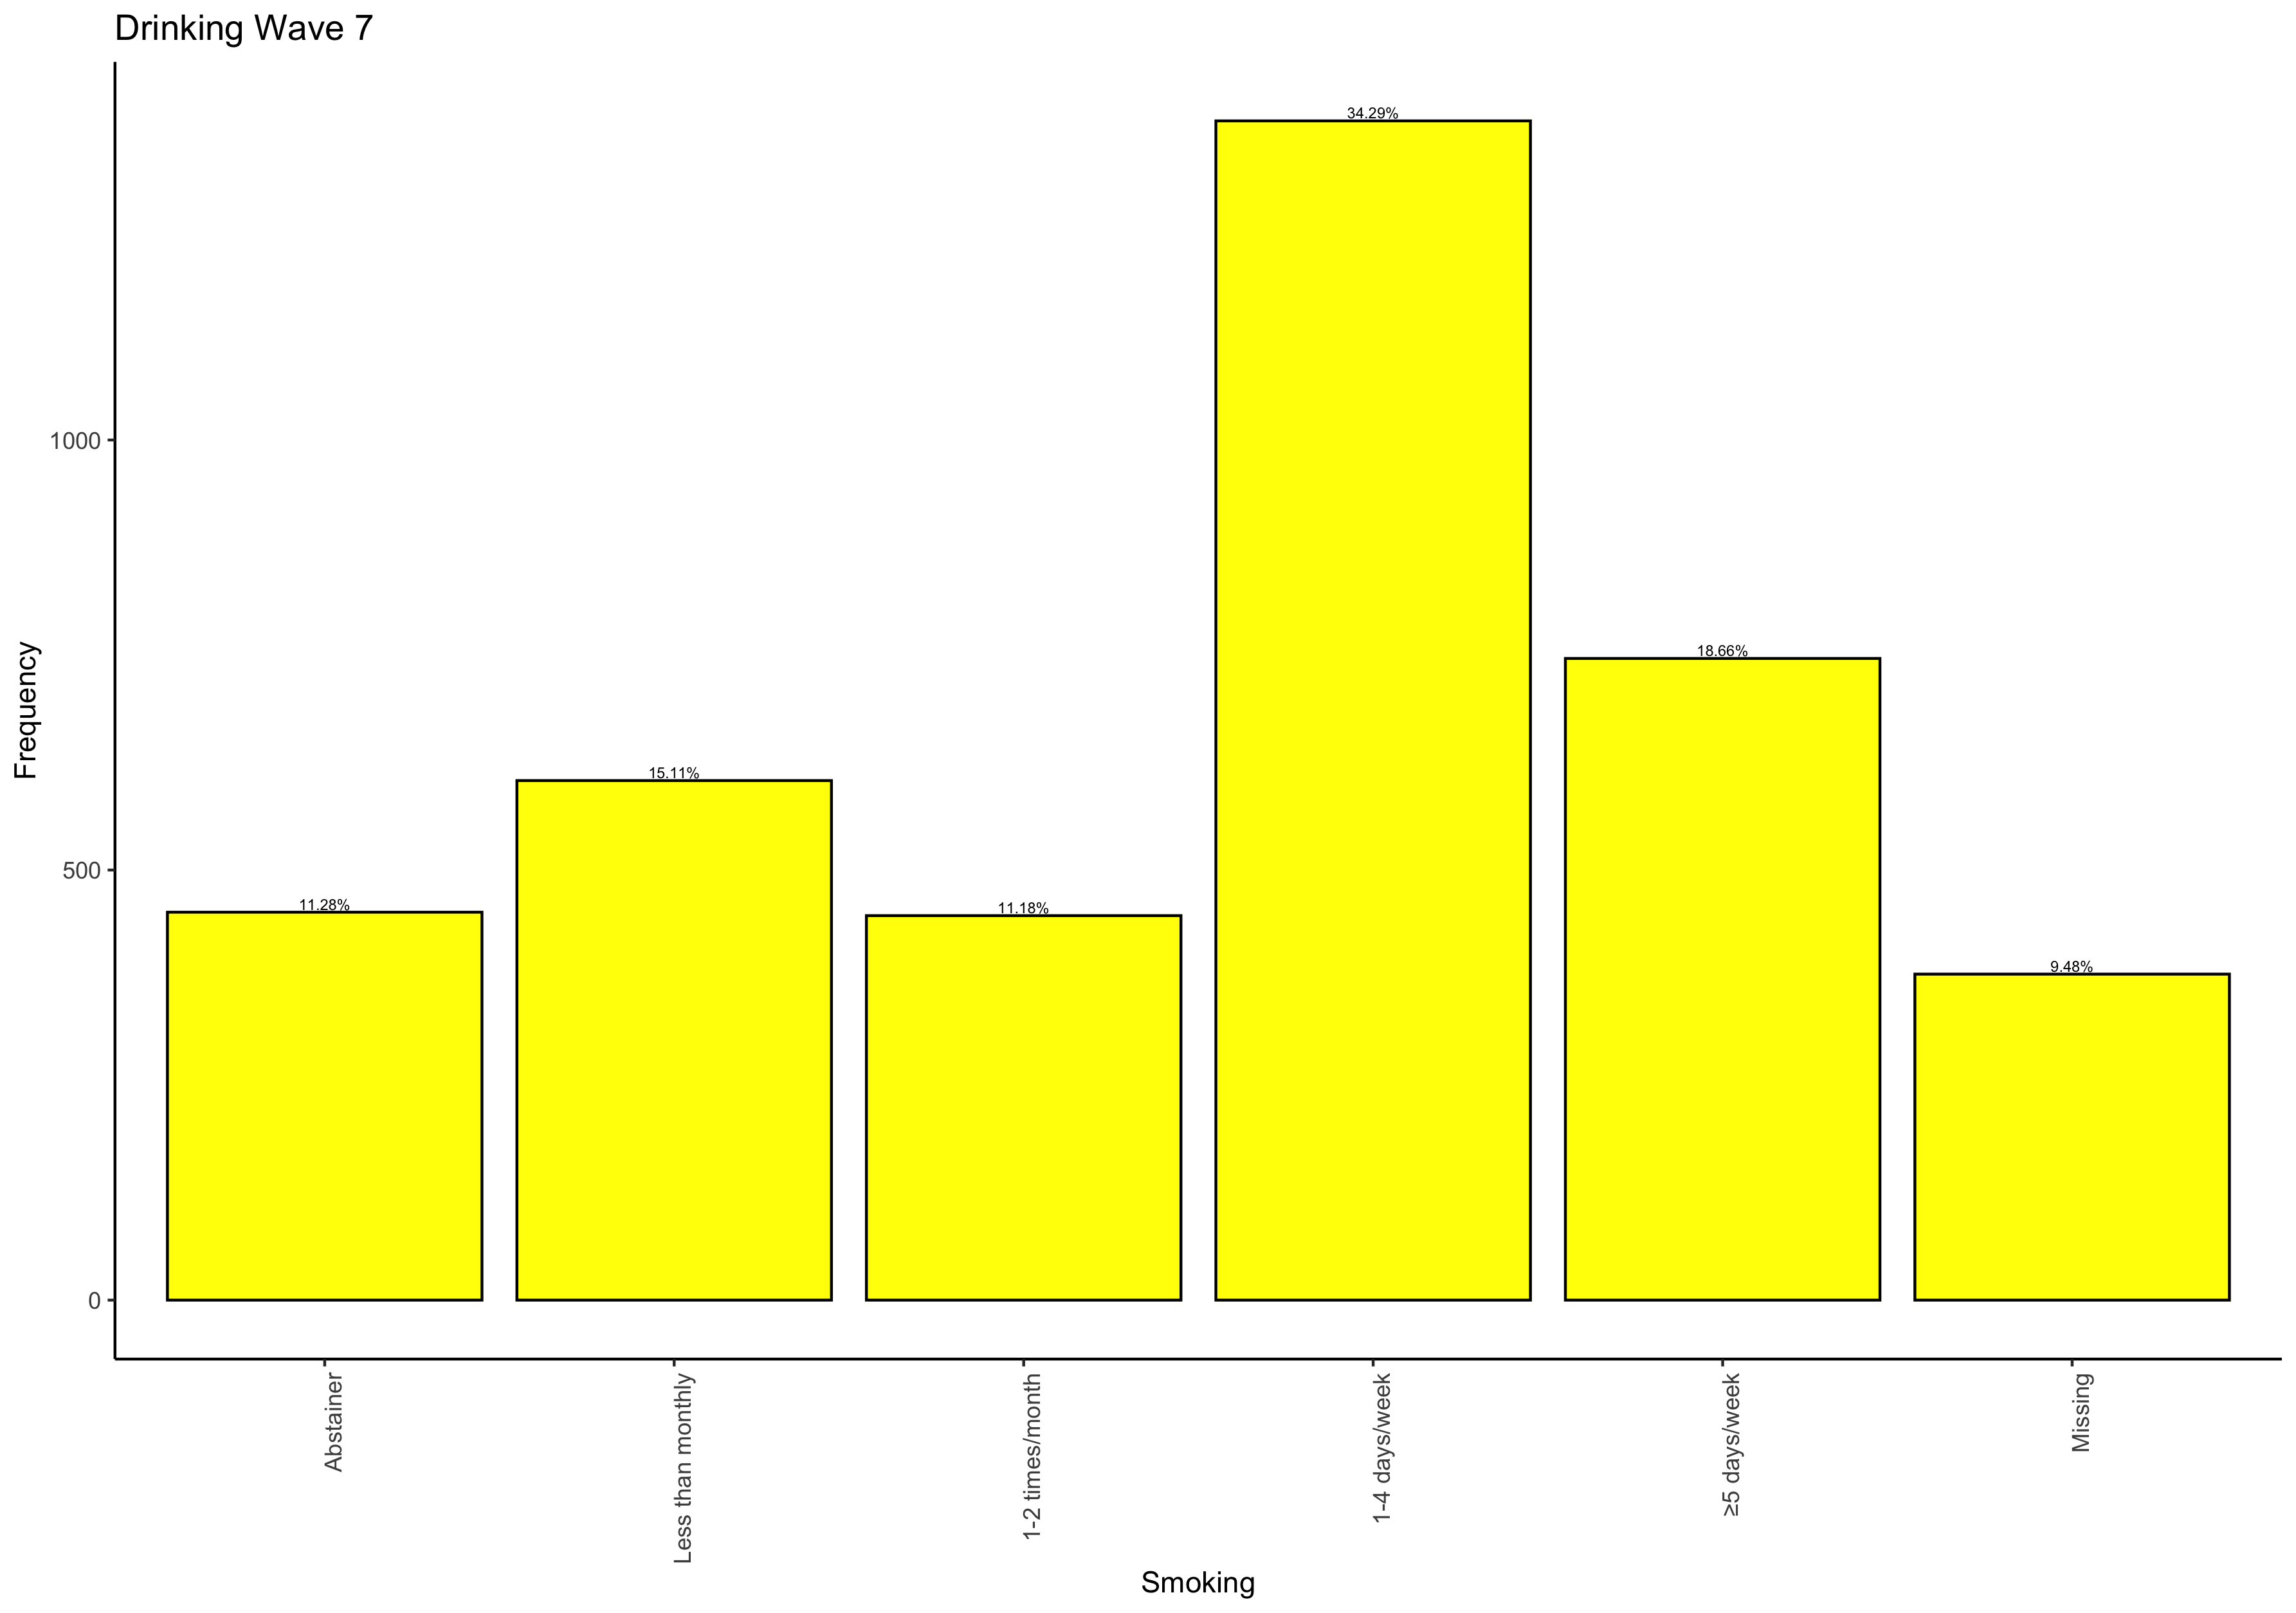 Drinking Wave 7
Frequency
1000
500
0
11.28%
15.11%
11.18%
34.29%
18.66%
9.48%
Abstainer
Less than monthly
1-2 times/month
1-4 days/week
≥5 days/week
Missing
Smoking